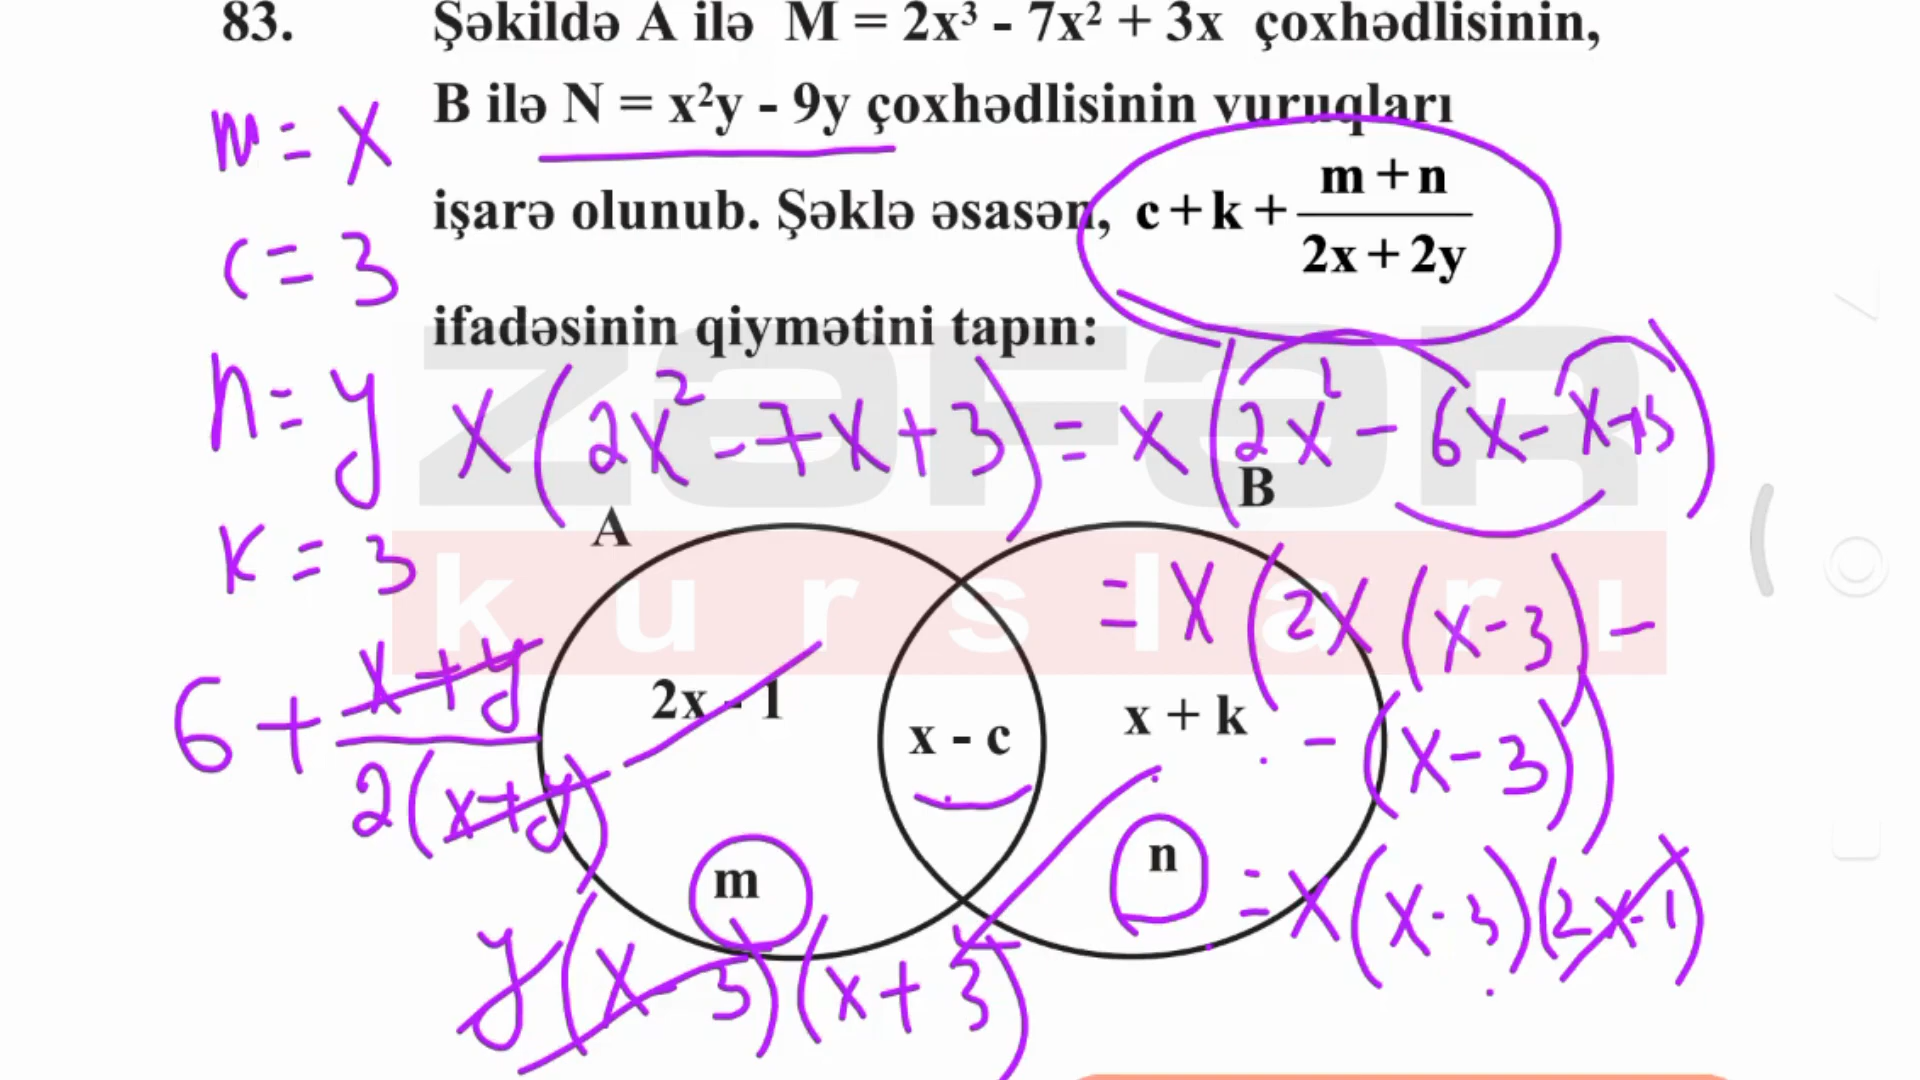 83. Şəkildə A ilə M = 2x³ - 7x² + 3x çoxhədlisinin,
B ilə N = x²y - 9y çoxhədlisinin vuruqları
işarə olunub. Şəklə əsasən, c + k + (m + n)/(2x + 2y)
ifadəsinin qiymətini tapın:
m = x
c = 3
n = y
k = 3
x(2x² - 7x + 3) = x(2x² - 6x - x + 3)
= x(2x(x - 3) -
- (x - 3))
= x(x - 3)(2x - 1)
6 + (x + y)/(2(x + y))
A
B
2x - 1
x - c
x + k
m
n
y(x - 3)(x + 3)
ZəFəR
kursları